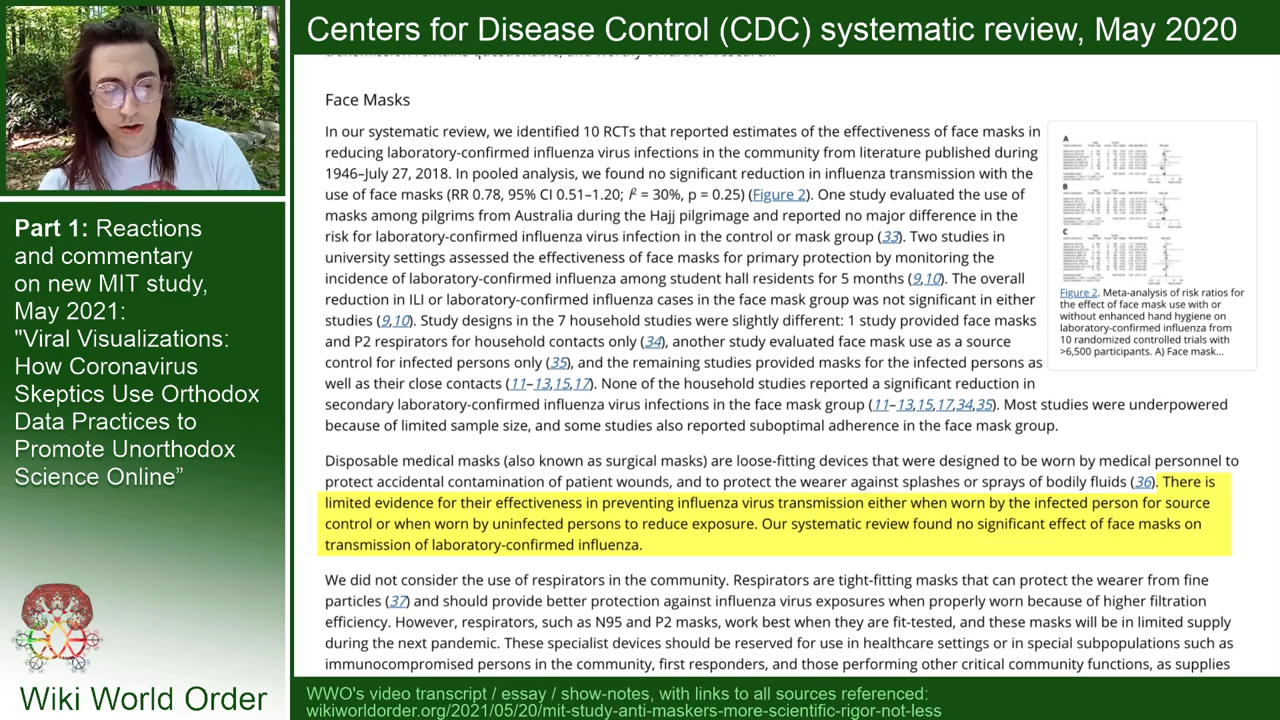 Centers for Disease Control (CDC) systematic review, May 2020
Face Masks
In our systematic review, we identified 10 RCTs that reported estimates of the effectiveness of face masks in
reducing laboratory-confirmed influenza virus infections in the community from literature published during
1946–July 27, 2018. In pooled analysis, we found no significant reduction in influenza transmission with the
use of face masks (RR 0.78, 95% CI 0.51–1.20; I² = 30%, p = 0.25) (Figure 2). One study evaluated the use of
masks among pilgrims from Australia during the Hajj pilgrimage and reported no major difference in the
risk for laboratory-confirmed influenza virus infection in the control or mask group (33). Two studies in
university settings assessed the effectiveness of face masks for primary protection by monitoring the
incidence of laboratory-confirmed influenza among student hall residents for 5 months (9,10). The overall
reduction in ILI or laboratory-confirmed influenza cases in the face mask group was not significant in either
studies (9,10). Study designs in the 7 household studies were slightly different: 1 study provided face masks
and P2 respirators for household contacts only (34), another study evaluated face mask use as a source
control for infected persons only (35), and the remaining studies provided masks for the infected persons as
well as their close contacts (11–13,15,17). None of the household studies reported a significant reduction in
secondary laboratory-confirmed influenza virus infections in the face mask group (11–13,15,17,34,35). Most studies were underpowered
because of limited sample size, and some studies also reported suboptimal adherence in the face mask group.
A
B
C
Figure 2. Meta-analysis of risk ratios for
the effect of face mask use with or
without enhanced hand hygiene on
laboratory-confirmed influenza from
10 randomized controlled trials with
>6,500 participants. A) Face mask...
Disposable medical masks (also known as surgical masks) are loose-fitting devices that were designed to be worn by medical personnel to
protect accidental contamination of patient wounds, and to protect the wearer against splashes or sprays of bodily fluids (36). There is
limited evidence for their effectiveness in preventing influenza virus transmission either when worn by the infected person for source
control or when worn by uninfected persons to reduce exposure. Our systematic review found no significant effect of face masks on
transmission of laboratory-confirmed influenza.
We did not consider the use of respirators in the community. Respirators are tight-fitting masks that can protect the wearer from fine
particles (37) and should provide better protection against influenza virus exposures when properly worn because of higher filtration
efficiency. However, respirators, such as N95 and P2 masks, work best when they are fit-tested, and these masks will be in limited supply
during the next pandemic. These specialist devices should be reserved for use in healthcare settings or in special subpopulations such as
immunocompromised persons in the community, first responders, and those performing other critical community functions, as supplies
Part 1: Reactions
and commentary
on new MIT study,
May 2021:
"Viral Visualizations:
How Coronavirus
Skeptics Use Orthodox
Data Practices to
Promote Unorthodox
Science Online”
Wiki World Order
WWO's video transcript / essay / show-notes, with links to all sources referenced:
wikiworldorder.org/2021/05/20/mit-study-anti-maskers-more-scientific-rigor-not-less